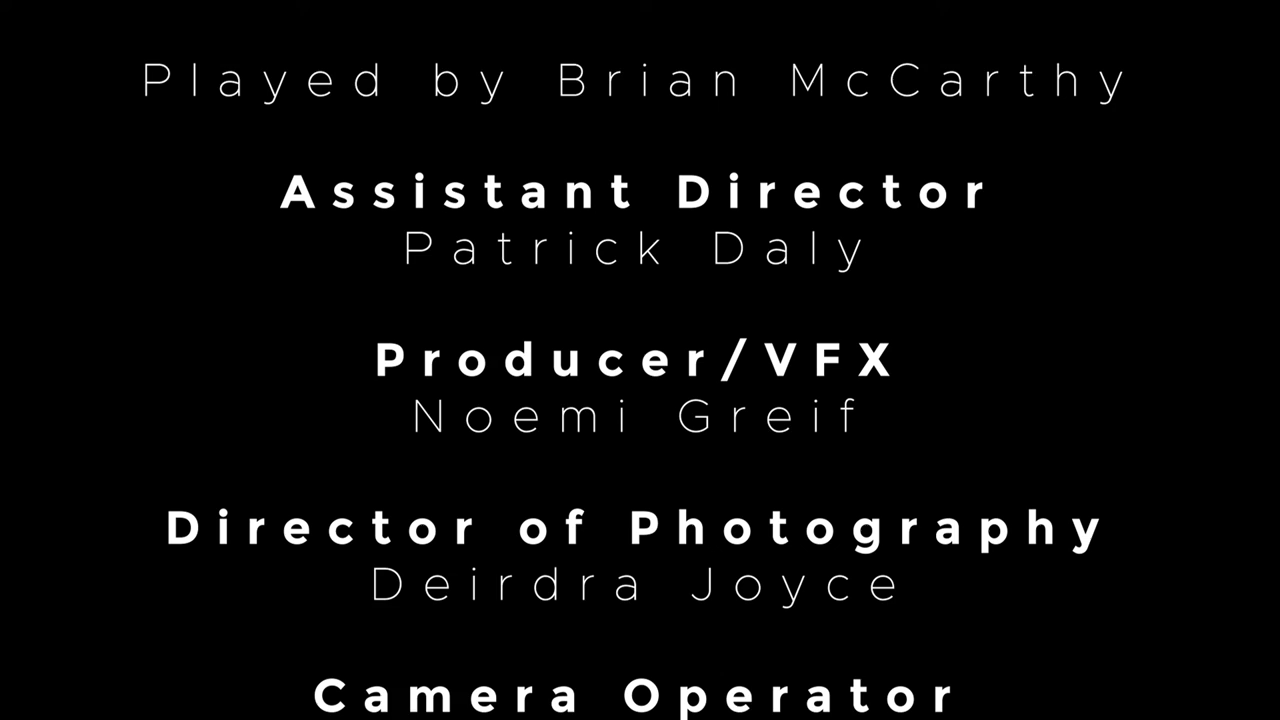 Played by Brian McCarthy
Assistant Director
Patrick Daly
Producer/VFX
Noemi Greif
Director of Photography
Deirdra Joyce
Camera Operator